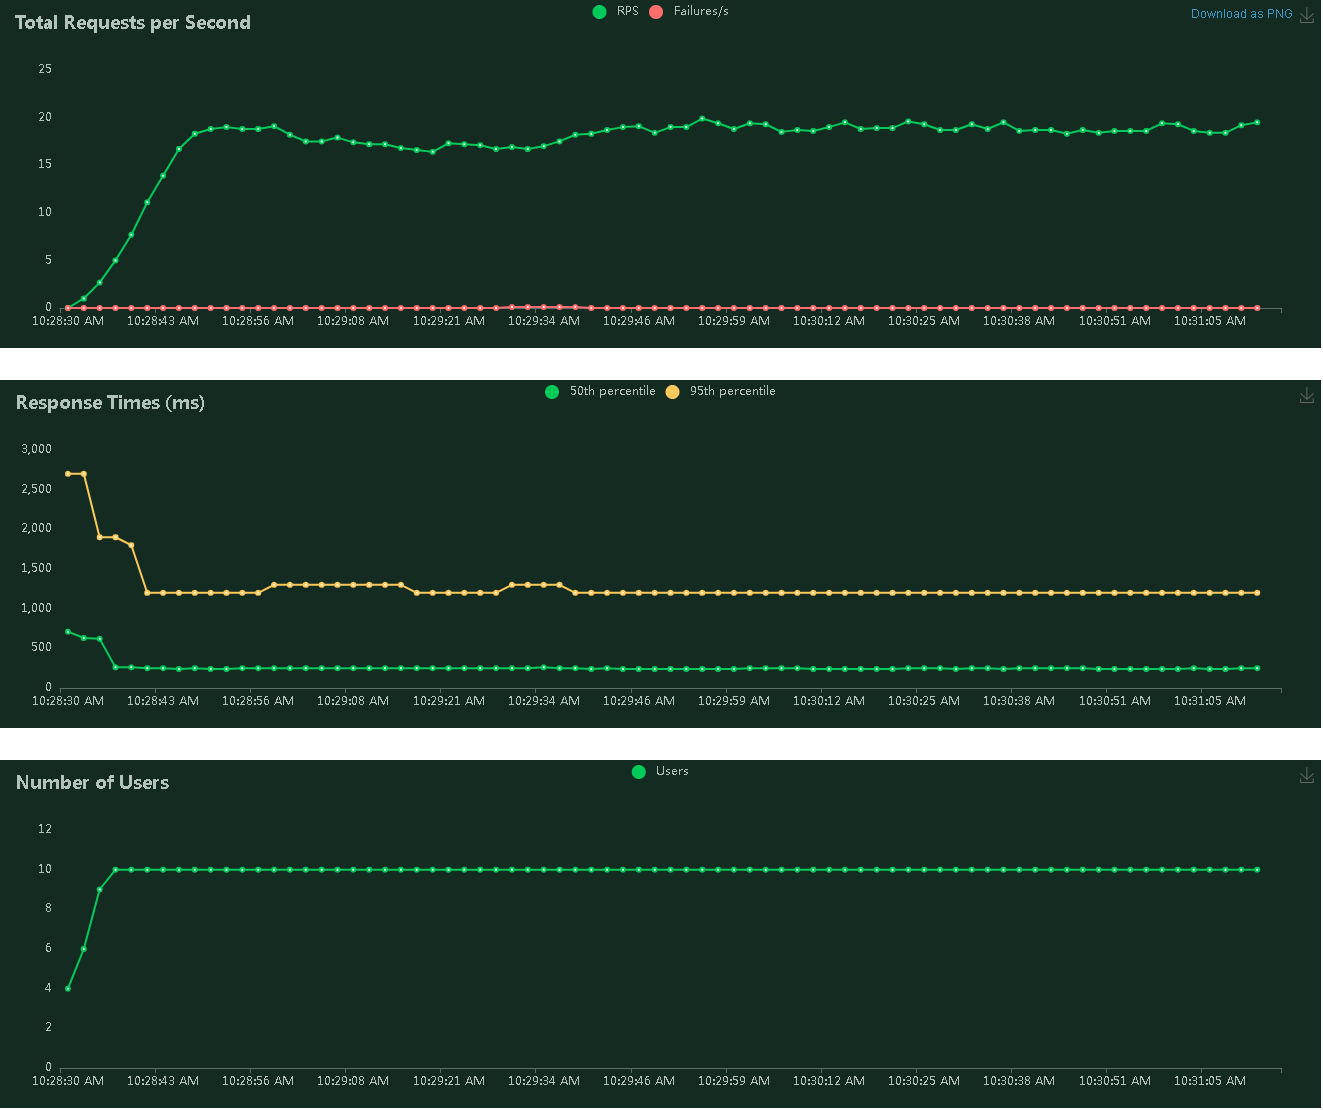 Total Requests per Second
RPS Failures/s
Download as PNG
25
20
15
10
5
0
10:28:30 AM 10:28:43 AM 10:28:56 AM 10:29:08 AM 10:29:21 AM 10:29:34 AM 10:29:46 AM 10:29:59 AM 10:30:12 AM 10:30:25 AM 10:30:38 AM 10:30:51 AM 10:31:05 AM
Response Times (ms)
50th percentile 95th percentile
3,000
2,500
2,000
1,500
1,000
500
0
10:28:30 AM 10:28:43 AM 10:28:56 AM 10:29:08 AM 10:29:21 AM 10:29:34 AM 10:29:46 AM 10:29:59 AM 10:30:12 AM 10:30:25 AM 10:30:38 AM 10:30:51 AM 10:31:05 AM
Number of Users
Users
12
10
8
6
4
2
0
10:28:30 AM 10:28:43 AM 10:28:56 AM 10:29:08 AM 10:29:21 AM 10:29:34 AM 10:29:46 AM 10:29:59 AM 10:30:12 AM 10:30:25 AM 10:30:38 AM 10:30:51 AM 10:31:05 AM